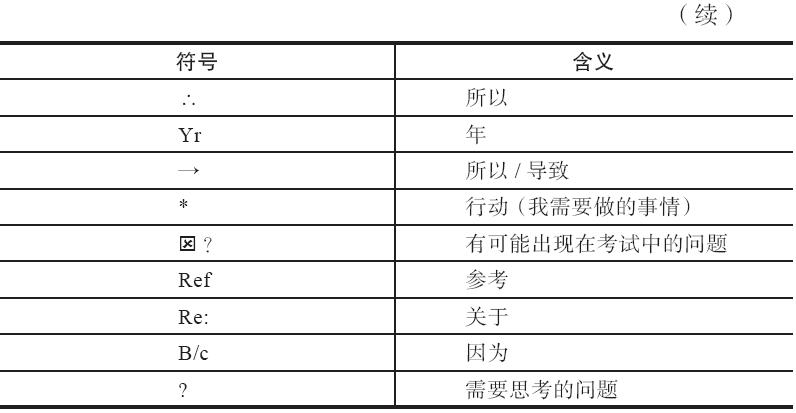 （续）
符号 含义
∴ 所以
Yr 年
→ 所以 / 导致
* 行动（我需要做的事情）
🗵？ 有可能出现在考试中的问题
Ref 参考
Re: 关于
B/c 因为
？ 需要思考的问题